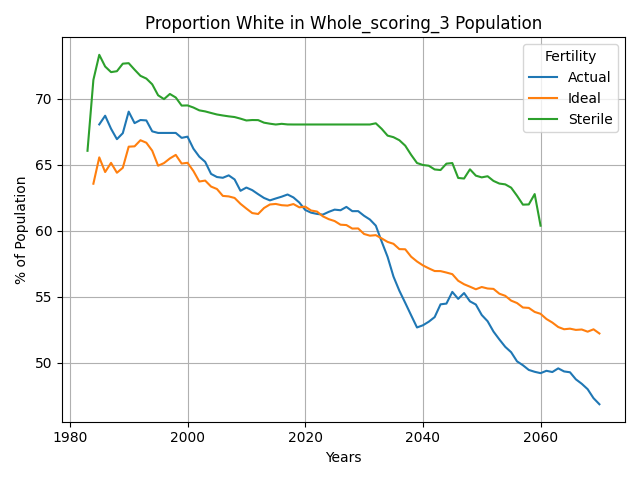 Proportion White in Whole_scoring_3 Population
Fertility
Actual
Ideal
Sterile
% of Population
70
65
60
55
50
1980
2000
2020
2040
2060
Years